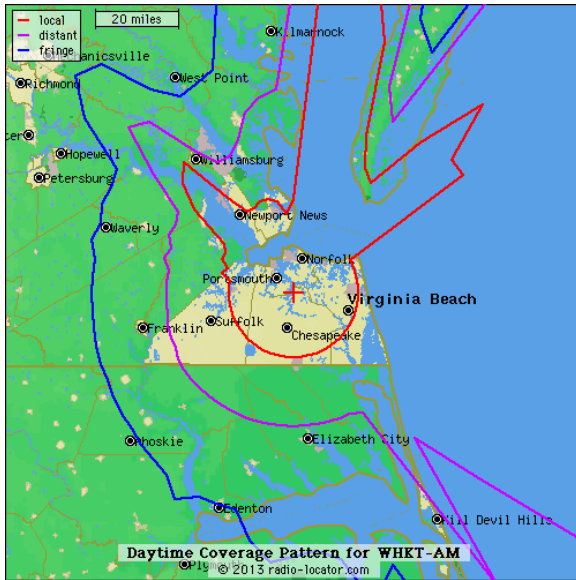 local
distant
fringe
20 miles
Kilmarnock
Mechanicsville
Richmond
West Point
Hopewell
Williamsburg
Petersburg
Newport News
Waverly
Norfolk
Portsmouth
Virginia Beach
Franklin
Suffolk
Chesapeake
Ahoskie
Elizabeth City
Edenton
Kill Devil Hills
Daytime Coverage Pattern for WHKT-AM
© 2013 radio-locator.com